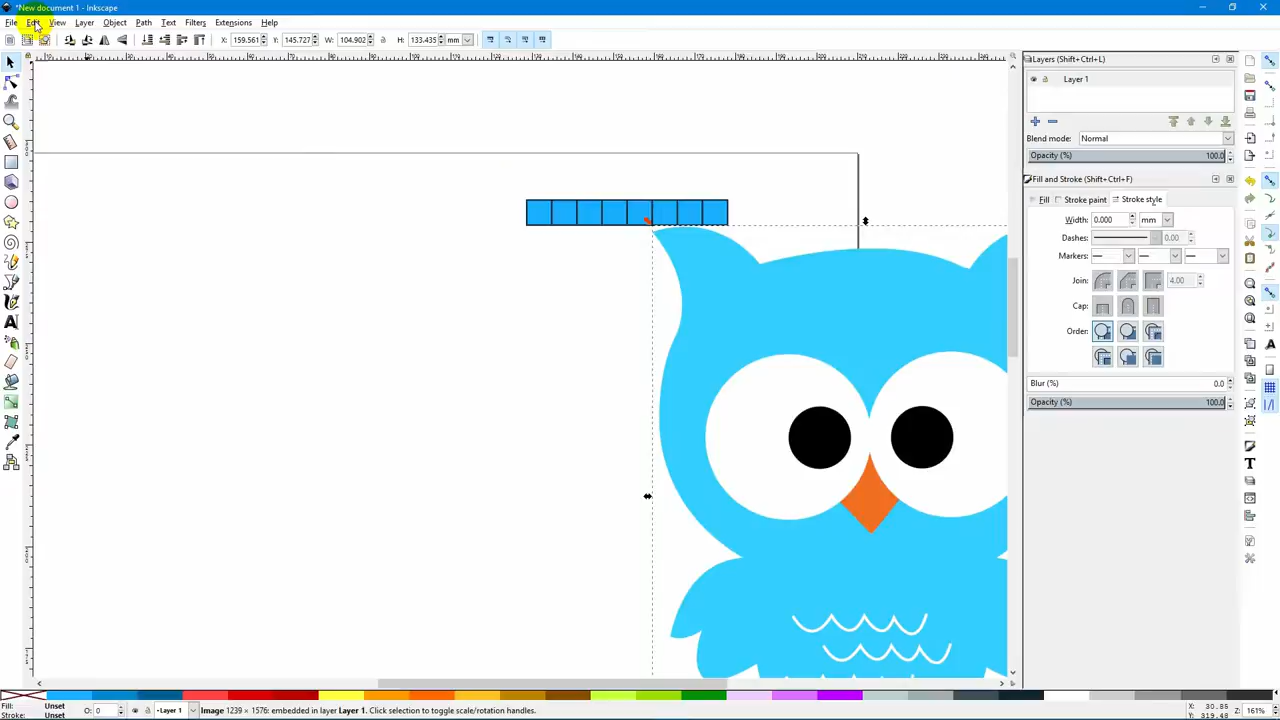 *New document 1 - Inkscape
File Edit View Layer Object Path Text Filters Extensions Help
X: 159.561 Y: 145.727 W: 104.902 H: 133.435 mm
Layers (Shift+Ctrl+L)
Layer 1
Blend mode: Normal
Opacity (%) 100.0
Fill and Stroke (Shift+Ctrl+F)
Fill Stroke paint Stroke style
Width: 0.000 mm
Dashes: 0.00
Markers:
Join: 4.00
Cap:
Order:
Blur (%) 0.0
Opacity (%) 100.0
Fill: Unset
Stroke: Unset
O: 0
Layer 1
Image 1239 × 1576: embedded in layer Layer 1. Click selection to toggle scale/rotation handles.
X: 30.85
Y: 319.48
Z: 161%